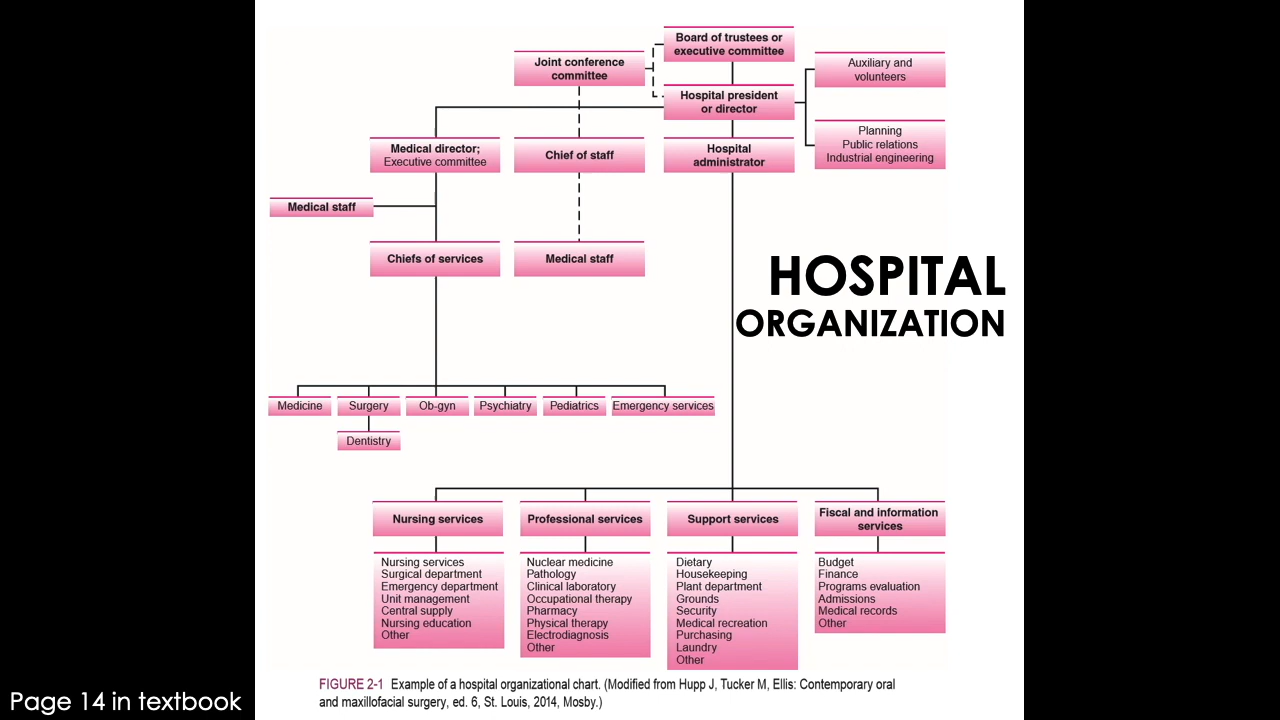 Board of trustees or
executive committee
Joint conference
committee
Auxiliary and
volunteers
Hospital president
or director
Planning
Public relations
Industrial engineering
Medical director;
Executive committee
Chief of staff
Hospital
administrator
Medical staff
Chiefs of services
Medical staff
HOSPITAL
ORGANIZATION
Medicine
Surgery
Ob-gyn
Psychiatry
Pediatrics
Emergency services
Dentistry
Nursing services
Professional services
Support services
Fiscal and information
services
Nursing services
Surgical department
Emergency department
Unit management
Central supply
Nursing education
Other
Nuclear medicine
Pathology
Clinical laboratory
Occupational therapy
Pharmacy
Physical therapy
Electrodiagnosis
Other
Dietary
Housekeeping
Plant department
Grounds
Security
Medical recreation
Purchasing
Laundry
Other
Budget
Finance
Programs evaluation
Admissions
Medical records
Other
FIGURE 2-1 Example of a hospital organizational chart. (Modified from Hupp J, Tucker M, Ellis: Contemporary oral
and maxillofacial surgery, ed. 6, St. Louis, 2014, Mosby.)
Page 14 in textbook